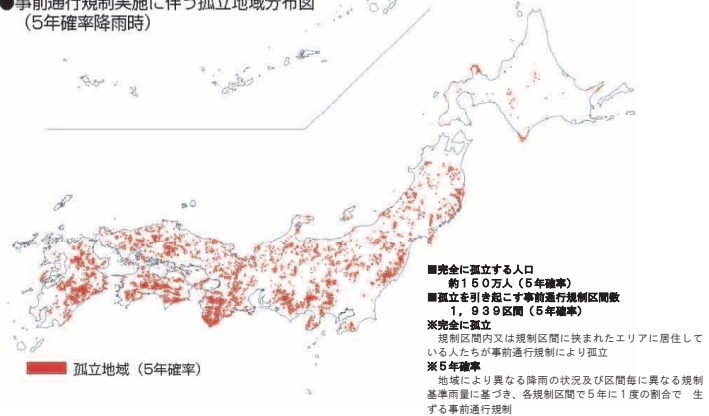 ●事前通行規制実施に伴う孤立地域分布図
（5年確率降雨時）
■完全に孤立する人口
約150万人（5年確率）
■孤立を引き起こす事前通行規制区間数
1，939区間（5年確率）
※完全に孤立
規制区間内又は規制区間に挟まれたエリアに居住して
いる人たちが事前通行規制により孤立
※5年確率
地域により異なる降雨の状況及び区間毎に異なる規制
基準雨量に基づき、各規制区間で5年に1度の割合で　生
ずる事前通行規制
孤立地域（5年確率）